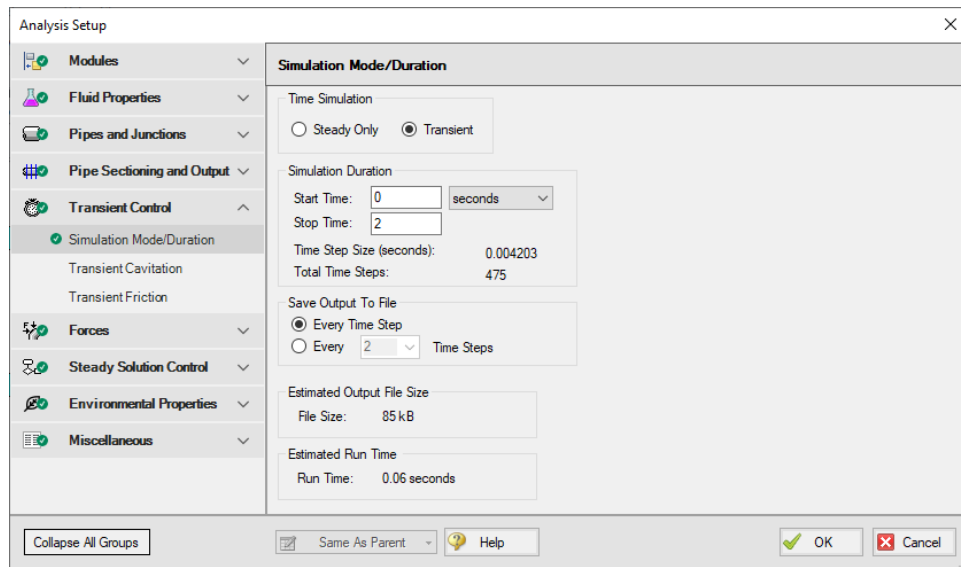 Analysis Setup
Modules
Fluid Properties
Pipes and Junctions
Pipe Sectioning and Output
Transient Control
Simulation Mode/Duration
Transient Cavitation
Transient Friction
Forces
Steady Solution Control
Environmental Properties
Miscellaneous
Simulation Mode/Duration
Time Simulation
Steady Only Transient
Simulation Duration
Start Time: 0 seconds
Stop Time: 2
Time Step Size (seconds): 0.004203
Total Time Steps: 475
Save Output To File
Every Time Step
Every 2 Time Steps
Estimated Output File Size
File Size: 85 kB
Estimated Run Time
Run Time: 0.06 seconds
Collapse All Groups Same As Parent Help OK Cancel